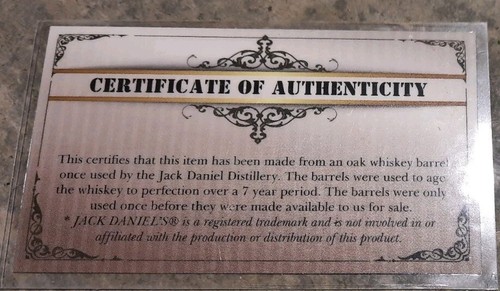 CERTIFICATE OF AUTHENTICITY
This certifies that this item has been made from an oak whiskey barrel
once used by the Jack Daniel Distillery. The barrels were used to age
the whiskey to perfection over a 7 year period. The barrels were only
used once before they were made available to us for sale.
* JACK DANIEL'S® is a registered trademark and is not involved in or
affiliated with the production or distribution of this product.